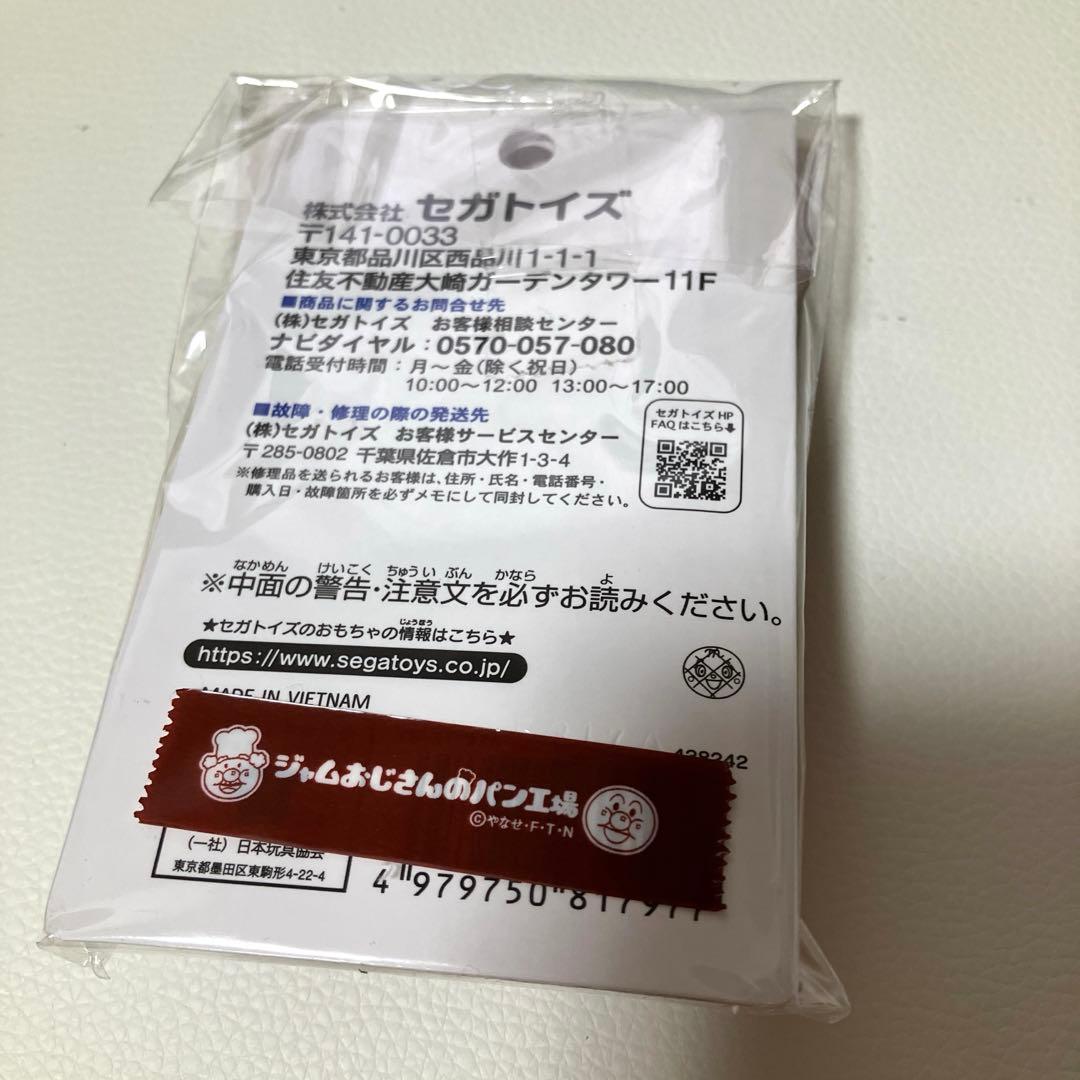 株式会社 セガトイズ
〒141-0033
東京都品川区西品川1-1-1
住友不動産大崎ガーデンタワー11F
■商品に関するお問合せ先
(株)セガトイズ お客様相談センター
ナビダイヤル：0570-057-080
電話受付時間：月〜金(除く祝日)
10:00〜12:00 13:00〜17:00
■故障・修理の際の発送先
(株)セガトイズ お客様サービスセンター
〒285-0802 千葉県佐倉市大作1-3-4
※修理品を送られるお客様は、住所・氏名・電話番号・
購入日・故障箇所を必ずメモにして同封してください。
セガトイズHP
FAQはこちら
なかめん けいこく ちゅういぶん かなら よ
※中面の警告・注意文を必ずお読みください。
じょうほう
★セガトイズのおもちゃの情報はこちら★
https://www.segatoys.co.jp/
MADE IN VIETNAM
438242
ジャムおじさんのパン工場
©やなせ・F・T・N
(一社) 日本玩具協会
東京都墨田区東駒形4-22-4
4 979750 817977